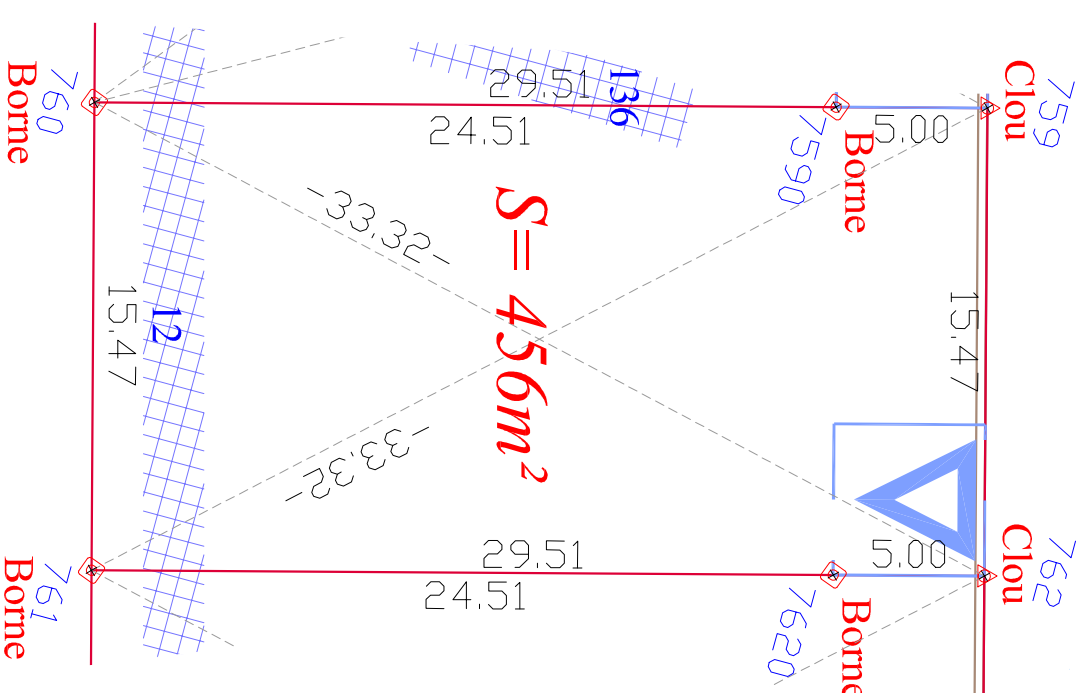 Borne
760
29.51
24.51
136
Borne
7590
5.00
Clou
759
-33.32-
S= 456m²
15.47
12
15.47
-33.32-
Borne
761
29.51
24.51
5.00
Borne
7620
Clou
762